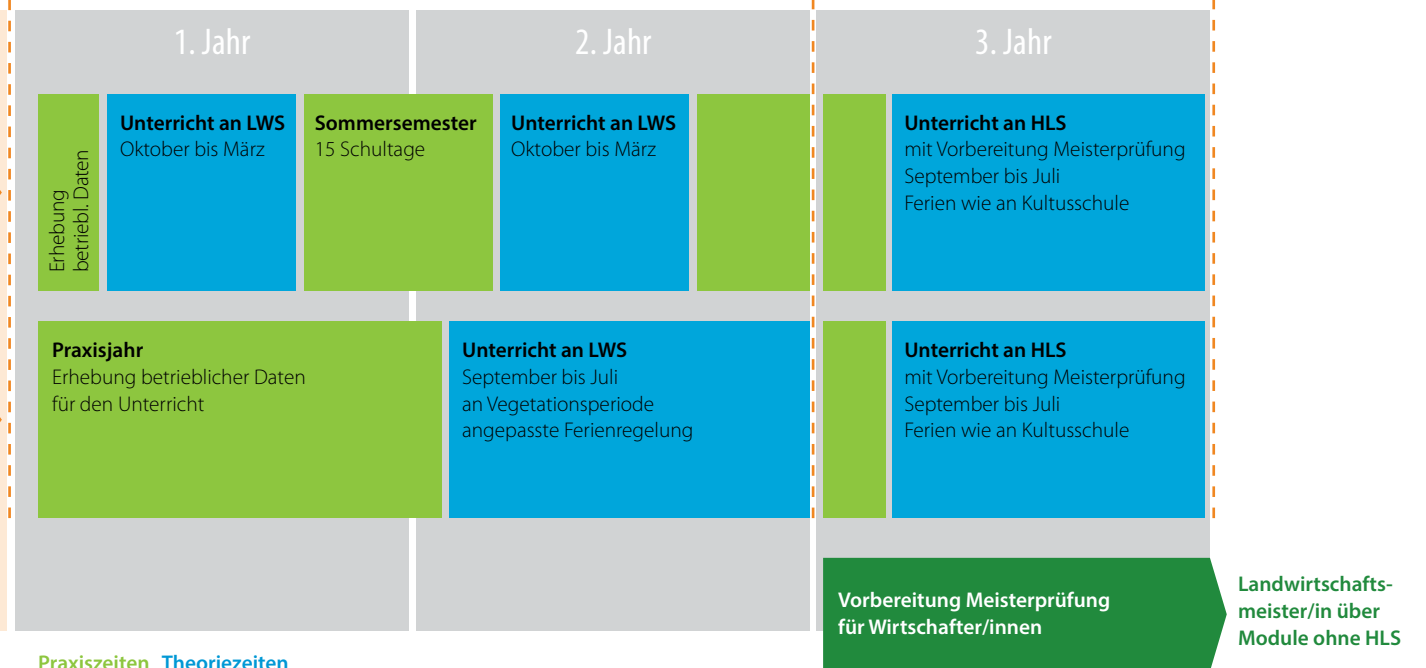 1. Jahr
2. Jahr
3. Jahr
Erhebung
betriebl. Daten
Unterricht an LWS
Oktober bis März
Sommersemester
15 Schultage
Unterricht an LWS
Oktober bis März
Unterricht an HLS
mit Vorbereitung Meisterprüfung
September bis Juli
Ferien wie an Kultusschule
Praxisjahr
Erhebung betrieblicher Daten
für den Unterricht
Unterricht an LWS
September bis Juli
an Vegetationsperiode
angepasste Ferienregelung
Unterricht an HLS
mit Vorbereitung Meisterprüfung
September bis Juli
Ferien wie an Kultusschule
Vorbereitung Meisterprüfung
für Wirtschafter/innen
Landwirtschafts-
meister/in über
Module ohne HLS
Praxiszeiten Theoriezeiten